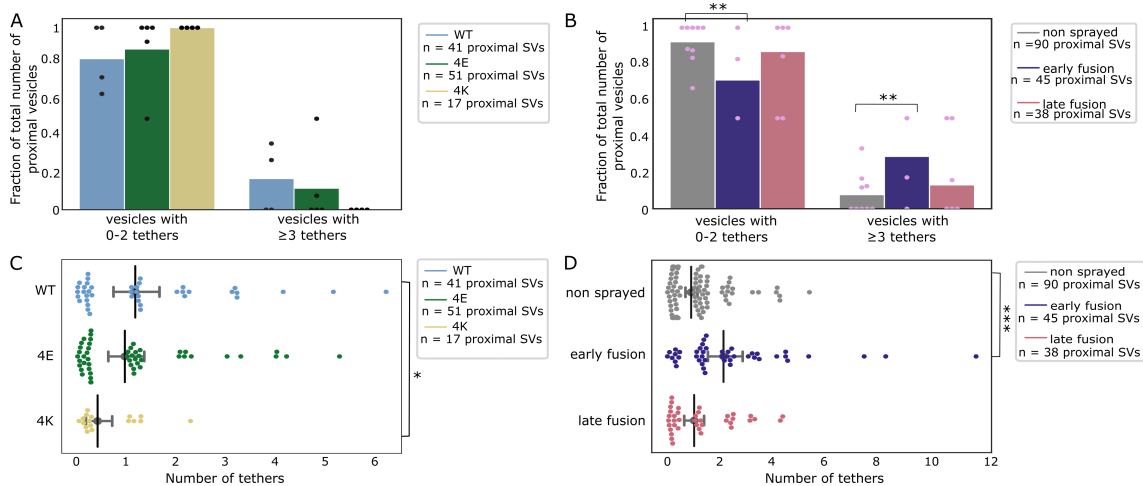 A
Fraction of total number of
proximal vesicles
1
0.8
0.6
0.4
0.2
0
vesicles with
0-2 tethers
vesicles with
≥3 tethers
WT
n = 41 proximal SVs
4E
n = 51 proximal SVs
4K
n = 17 proximal SVs
B
Fraction of total number of
proximal vesicles
1
0.8
0.6
0.4
0.2
0
**
**
vesicles with
0-2 tethers
vesicles with
≥3 tethers
non sprayed
n =90 proximal SVs
early fusion
n = 45 proximal SVs
late fusion
n =38 proximal SVs
C
WT
4E
4K
0 1 2 3 4 5 6
Number of tethers
*
WT
n = 41 proximal SVs
4E
n = 51 proximal SVs
4K
n = 17 proximal SVs
D
non sprayed
early fusion
late fusion
0 2 4 6 8 10 12
Number of tethers
***
non sprayed
n = 90 proximal SVs
early fusion
n = 45 proximal SVs
late fusion
n = 38 proximal SVs